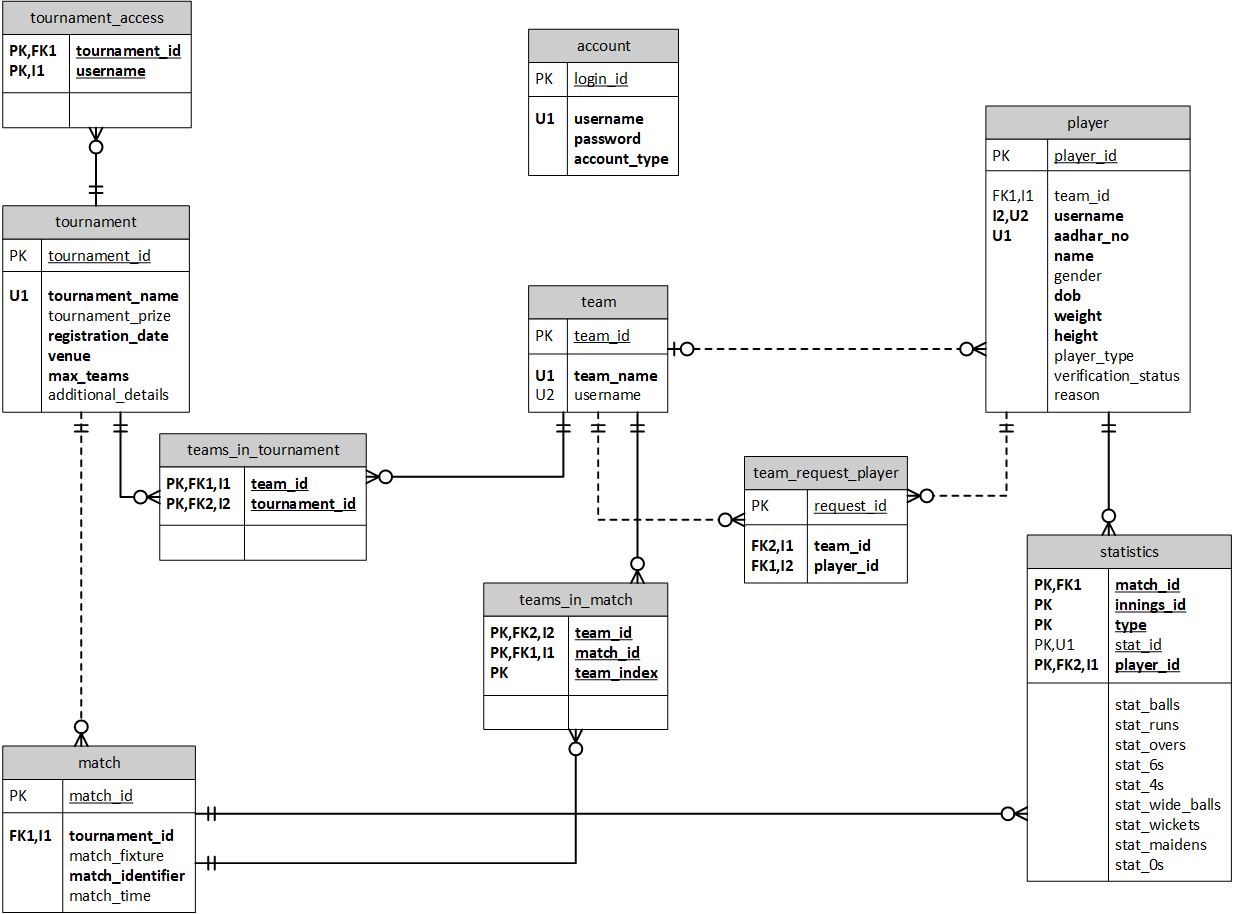 tournament_access
PK,FK1 tournament_id
PK,I1 username
account
PK login_id
U1 username
password
account_type
player
PK player_id
FK1,I1 team_id
I2,U2 username
U1 aadhar_no
name
gender
dob
weight
height
player_type
verification_status
reason
tournament
PK tournament_id
U1 tournament_name
tournament_prize
registration_date
venue
max_teams
additional_details
team
PK team_id
U1 team_name
U2 username
teams_in_tournament
PK,FK1,I1 team_id
PK,FK2,I2 tournament_id
team_request_player
PK request_id
FK2,I1 team_id
FK1,I2 player_id
teams_in_match
PK,FK2,I2 team_id
PK,FK1,I1 match_id
PK team_index
statistics
PK,FK1 match_id
PK innings_id
PK type
PK,U1 stat_id
PK,FK2,I1 player_id
stat_balls
stat_runs
stat_overs
stat_6s
stat_4s
stat_wide_balls
stat_wickets
stat_maidens
stat_0s
match
PK match_id
FK1,I1 tournament_id
match_fixture
match_identifier
match_time